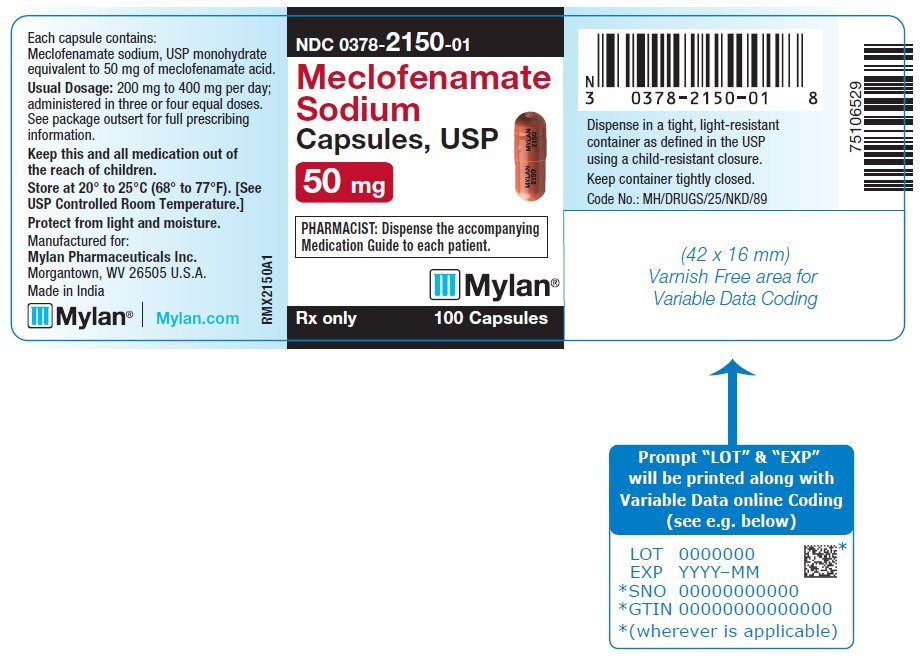 Each capsule contains:
Meclofenamate sodium, USP monohydrate
equivalent to 50 mg of meclofenamic acid.
Usual Dosage: 200 mg to 400 mg per day;
administered in three or four equal doses.
See package outsert for full prescribing
information.
Keep this and all medication out of
the reach of children.
Store at 20° to 25°C (68° to 77°F). [See
USP Controlled Room Temperature.]
Protect from light and moisture.
Manufactured for:
Mylan Pharmaceuticals Inc.
Morgantown, WV 26505 U.S.A.
Made in India
Mylan®
Mylan.com
RMX2150A1
NDC 0378-2150-01
Meclofenamate
Sodium
Capsules, USP
50 mg
MYLAN
2150
MYLAN
2150
PHARMACIST: Dispense the accompanying
Medication Guide to each patient.
Mylan®
Rx only 100 Capsules
N
3 0378-2150-01 8
Dispense in a tight, light-resistant
container as defined in the USP
using a child-resistant closure.
Keep container tightly closed.
Code No.: MH/DRUGS/25/NKD/89
75106529
(42 x 16 mm)
Varnish Free area for
Variable Data Coding
Prompt “LOT” & “EXP”
will be printed along with
Variable Data online Coding
(see e.g. below)
LOT 0000000 *
EXP YYYY–MM
*SNO 00000000000
*GTIN 00000000000000
*(wherever is applicable)